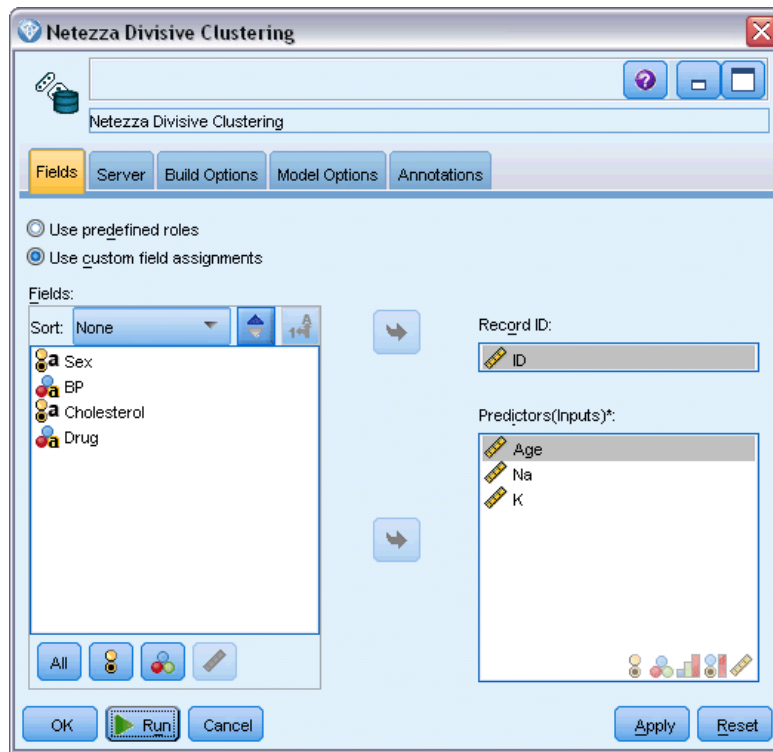 Netezza Divisive Clustering
Netezza Divisive Clustering
Fields Server Build Options Model Options Annotations
Use predefined roles
Use custom field assignments
Fields:
Sort: None
Record ID:
ID
Sex
BP
Cholesterol
Drug
Predictors(Inputs)*:
Age
Na
K
All
OK Run Cancel Apply Reset